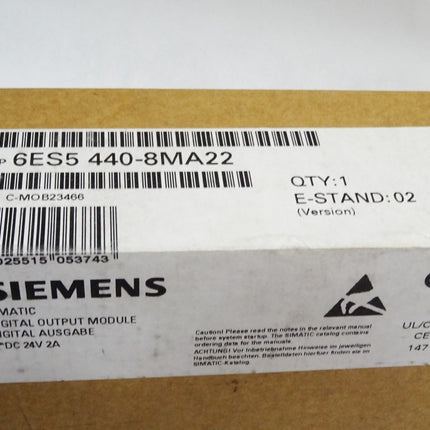 P 6ES5 440-8MA22
C-MOB23466
QTY:1
E-STAND:02
(Version)
025515 053743
SIEMENS
MATIC
IGITAL OUTPUT MODULE
IGITAL AUSGABE
DC 24V 2A
Caution! Please read the notes in the relevant manual
before system startup. The SIMATIC catalog contains
ordering data for the manual.
ACHTUNG! Vor Inbetriebnahme Hinweise im jeweiligen
Handbuch beachten. Bestelldaten hierfür finden Sie im
SIMATIC-Katalog.
UL/C
CE
147